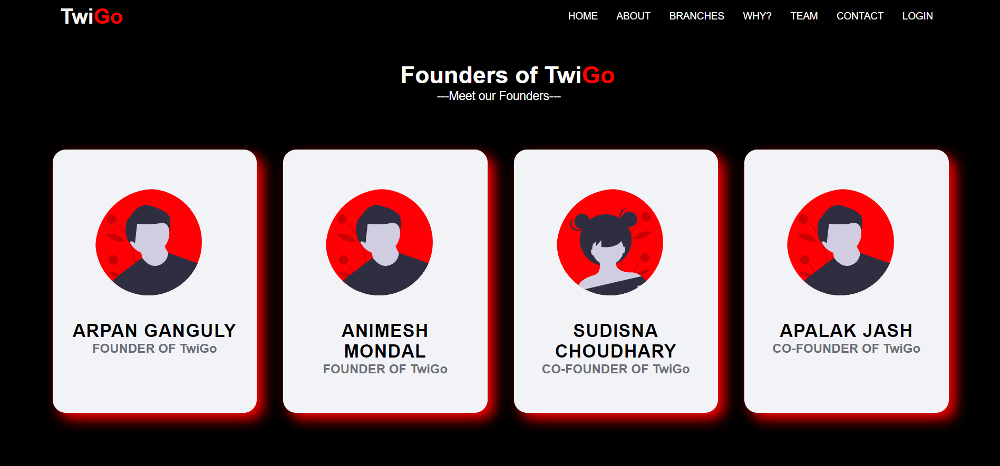 TwiGo
HOME ABOUT BRANCHES WHY? TEAM CONTACT LOGIN
Founders of TwiGo
---Meet our Founders---
ARPAN GANGULY
FOUNDER OF TwiGo
ANIMESH
MONDAL
FOUNDER OF TwiGo
SUDISNA
CHOUDHARY
CO-FOUNDER OF TwiGo
APALAK JASH
CO-FOUNDER OF TwiGo